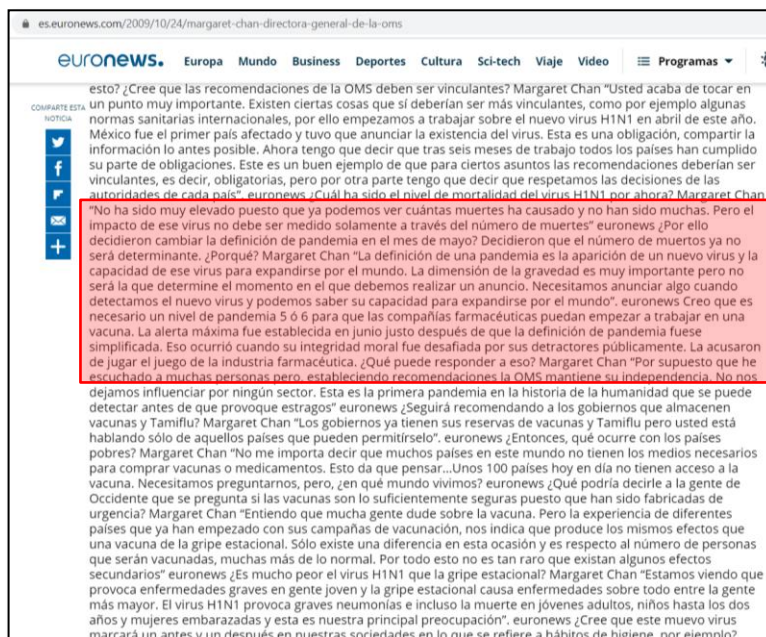 es.euronews.com/2009/10/24/margaret-chan-directora-general-de-la-oms
euronews. Europa Mundo Business Deportes Cultura Sci-tech Viaje Video Programas
COMPARTE ESTA
NOTICIA
esto? ¿Cree que las recomendaciones de la OMS deben ser vinculantes? Margaret Chan “Usted acaba de tocar en
un punto muy importante. Existen ciertas cosas que sí deberían ser más vinculantes, como por ejemplo algunas
normas sanitarias internacionales, por ello empezamos a trabajar sobre el nuevo virus H1N1 en abril de este año.
México fue el primer país afectado y tuvo que anunciar la existencia del virus. Esta es una obligación, compartir la
información lo antes posible. Ahora tengo que decir que tras seis meses de trabajo todos los países han cumplido
su parte de obligaciones. Este es un buen ejemplo de que para ciertos asuntos las recomendaciones deberían ser
vinculantes, es decir, obligatorias, pero por otra parte tengo que decir que respetamos las decisiones de las
autoridades de cada país”. euronews ¿Cuál ha sido el nivel de mortalidad del virus H1N1 por ahora? Margaret Chan
“No ha sido muy elevado puesto que ya podemos ver cuántas muertes ha causado y no han sido muchas. Pero el
impacto de ese virus no debe ser medido solamente a través del número de muertes” euronews ¿Por ello
decidieron cambiar la definición de pandemia en el mes de mayo? Decidieron que el número de muertos ya no
será determinante. ¿Porqué? Margaret Chan “La definición de una pandemia es la aparición de un nuevo virus y la
capacidad de ese virus para expandirse por el mundo. La dimensión de la gravedad es muy importante pero no
será la que determine el momento en el que debemos realizar un anuncio. Necesitamos anunciar algo cuando
detectamos el nuevo virus y podemos saber su capacidad para expandirse por el mundo”. euronews Creo que es
necesario un nivel de pandemia 5 ó 6 para que las compañías farmacéuticas puedan empezar a trabajar en una
vacuna. La alerta máxima fue establecida en junio justo después de que la definición de pandemia fuese
simplificada. Eso ocurrió cuando su integridad moral fue desafiada por sus detractores públicamente. La acusaron
de jugar el juego de la industria farmacéutica. ¿Qué puede responder a eso? Margaret Chan “Por supuesto que he
escuchado a muchas personas pero, estableciendo recomendaciones la OMS mantiene su independencia. No nos
dejamos influenciar por ningún sector. Esta es la primera pandemia en la historia de la humanidad que se puede
detectar antes de que provoque estragos” euronews ¿Seguirá recomendando a los gobiernos que almacenen
vacunas y Tamiflu? Margaret Chan “Los gobiernos ya tienen sus reservas de vacunas y Tamiflu pero usted está
hablando sólo de aquellos países que pueden permitírselo”. euronews ¿Entonces, qué ocurre con los países
pobres? Margaret Chan “No me importa decir que muchos países en este mundo no tienen los medios necesarios
para comprar vacunas o medicamentos. Esto da que pensar...Unos 100 países hoy en día no tienen acceso a la
vacuna. Necesitamos preguntarnos, pero, ¿en qué mundo vivimos? euronews ¿Qué podría decirle a la gente de
Occidente que se pregunta si las vacunas son lo suficientemente seguras puesto que han sido fabricadas de
urgencia? Margaret Chan “Entiendo que mucha gente dude sobre la vacuna. Pero la experiencia de diferentes
países que ya han empezado con sus campañas de vacunación, nos indica que produce los mismos efectos que
una vacuna de la gripe estacional. Sólo existe una diferencia en esta ocasión y es respecto al número de personas
que serán vacunadas, muchas más de lo normal. Por todo esto no es tan raro que existan algunos efectos
secundarios” euronews ¿Es mucho peor el virus H1N1 que la gripe estacional? Margaret Chan “Estamos viendo que
provoca enfermedades graves en gente joven y la gripe estacional causa enfermedades sobre todo entre la gente
más mayor. El virus H1N1 provoca graves neumonías e incluso la muerte en jóvenes adultos, niños hasta los dos
años y mujeres embarazadas y esta es nuestra principal preocupación”. euronews ¿Cree que este muevo virus
marcará un antes y un después en nuestras sociedades en lo que se refiere a hábitos de higiene, por ejemplo?